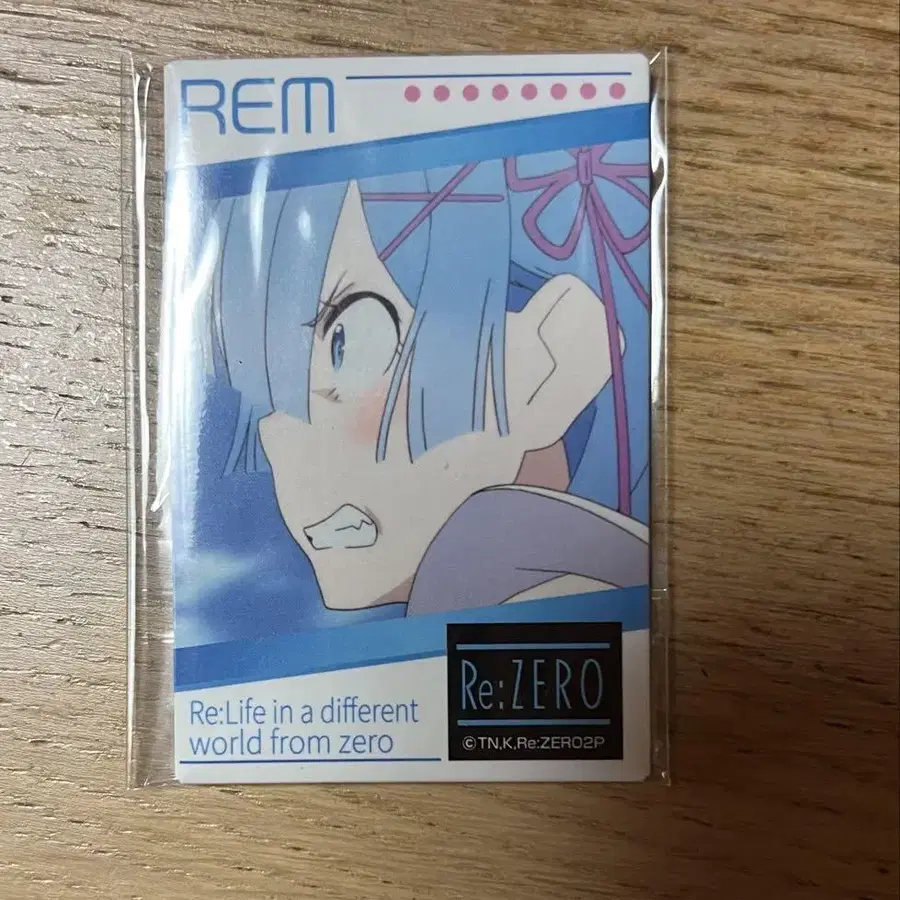 REM
Re:Life in a different
world from zero
Re:ZERO
©TN,K,Re:ZERO2P